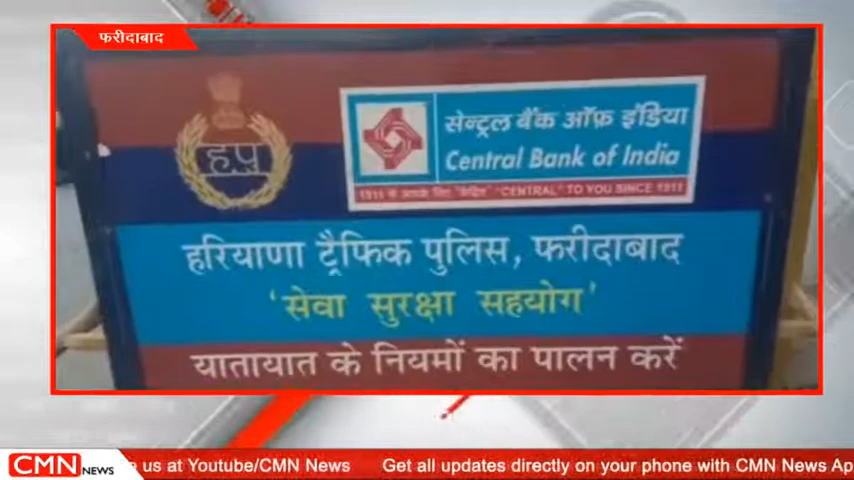 फरीदाबाद
ह.पु.
सेन्ट्रल बैंक ऑफ़ इंडिया
Central Bank of India
1911 से आपके लिए "केंद्रित" "CENTRAL" TO YOU SINCE 1911
हरियाणा ट्रैफिक पुलिस, फरीदाबाद
'सेवा सुरक्षा सहयोग'
यातायात के नियमों का पालन करें
CMN NEWS
us at Youtube/CMN News Get all updates directly on your phone with CMN News Ap